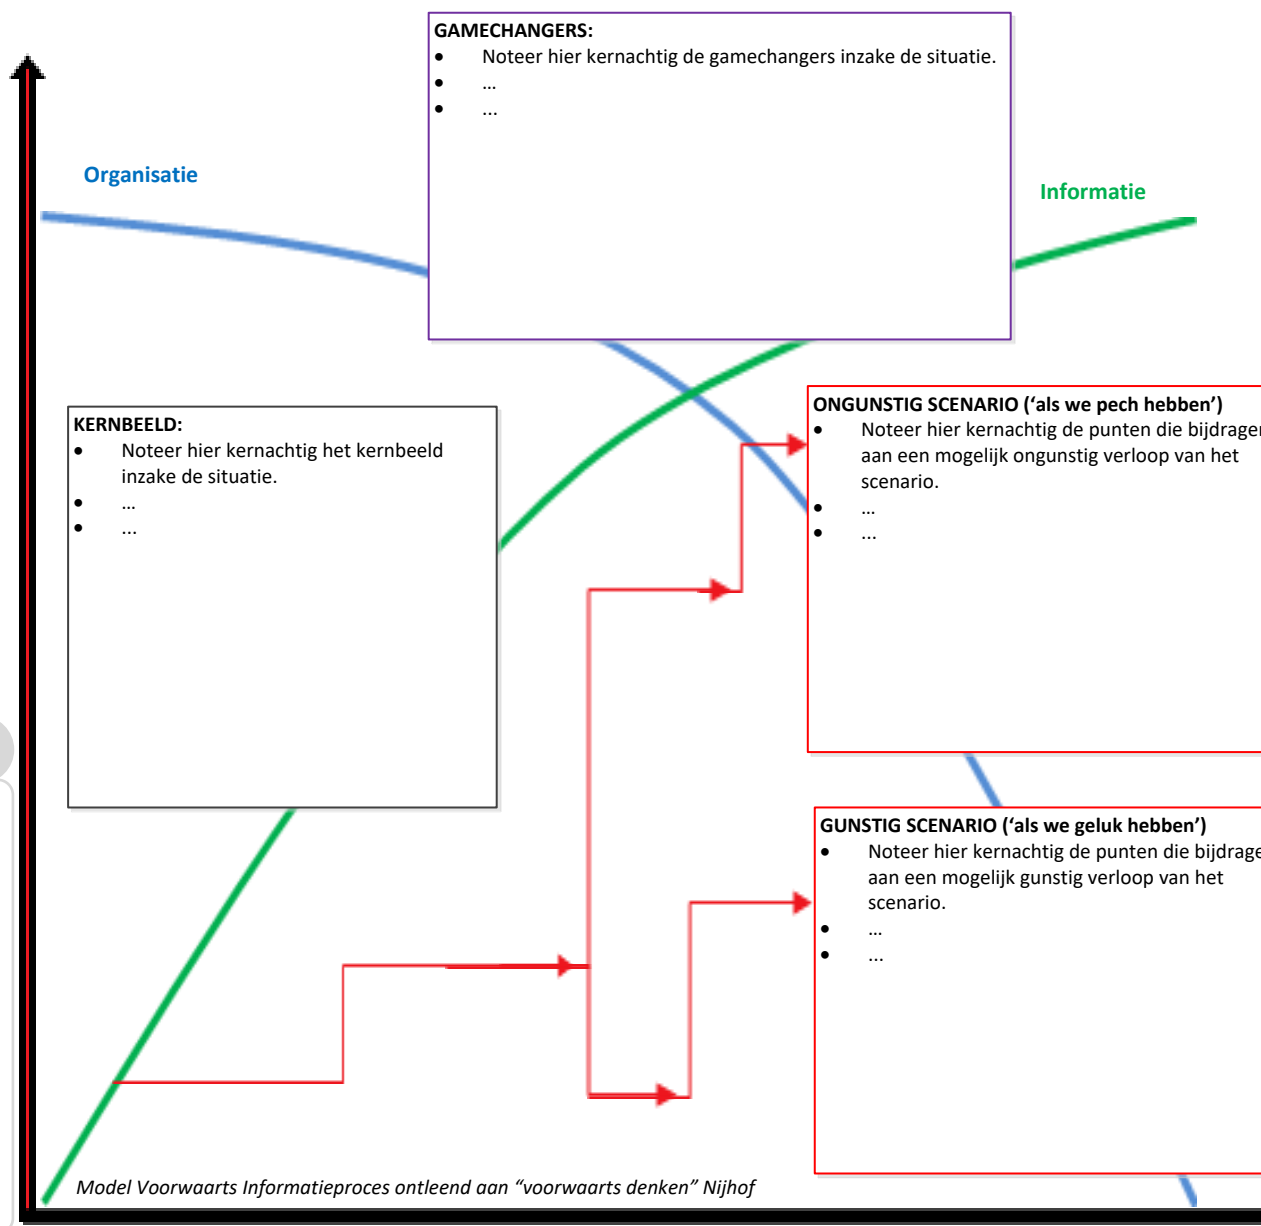 GAMECHANGERS:
• Noteer hier kernachtig de gamechangers inzake de situatie.
• …
• ...
Organisatie
Informatie
KERNBEELD:
• Noteer hier kernachtig het kernbeeld
inzake de situatie.
• …
• ...
ONGUNSTIG SCENARIO (‘als we pech hebben’)
• Noteer hier kernachtig de punten die bijdragen
aan een mogelijk ongunstig verloop van het
scenario.
• …
• ...
GUNSTIG SCENARIO (‘als we geluk hebben’)
• Noteer hier kernachtig de punten die bijdrage
aan een mogelijk gunstig verloop van het
scenario.
• …
• ...
Model Voorwaarts Informatieproces ontleend aan “voorwaarts denken” Nijhof